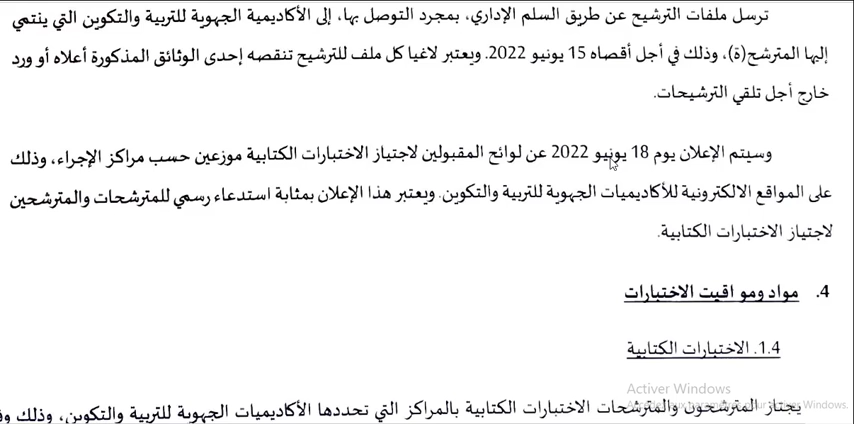 ترسل ملفات الترشيح عن طريق السلم الإداري، بمجرد التوصل بها، إلى الأكاديمية الجهوية للتربية والتكوين التي ينتمي
إليها المترشح(ة)، وذلك في أجل أقصاه 15 يونيو 2022. ويعتبر لاغيا كل ملف للترشيح تنقصه إحدى الوثائق المذكورة أعلاه أو ورد
خارج أجل تلقي الترشيحات.
وسيتم الإعلان يوم 18 يونيو 2022 عن لوائح المقبولين لاجتياز الاختبارات الكتابية موزعين حسب مراكز الإجراء، وذلك
على المواقع الالكترونية للأكاديميات الجهوية للتربية والتكوين. ويعتبر هذا الإعلان بمثابة استدعاء رسمي للمترشحات والمترشحين
لاجتياز الاختبارات الكتابية.
4. مواد ومواقيت الاختبارات
1.4. الاختبارات الكتابية
Activer Windows
يجتاز المترشحون والمترشحات الاختبارات الكتابية بالمراكز التي تحددها الأكاديميات الجهوية للتربية والتكوين، وذلك